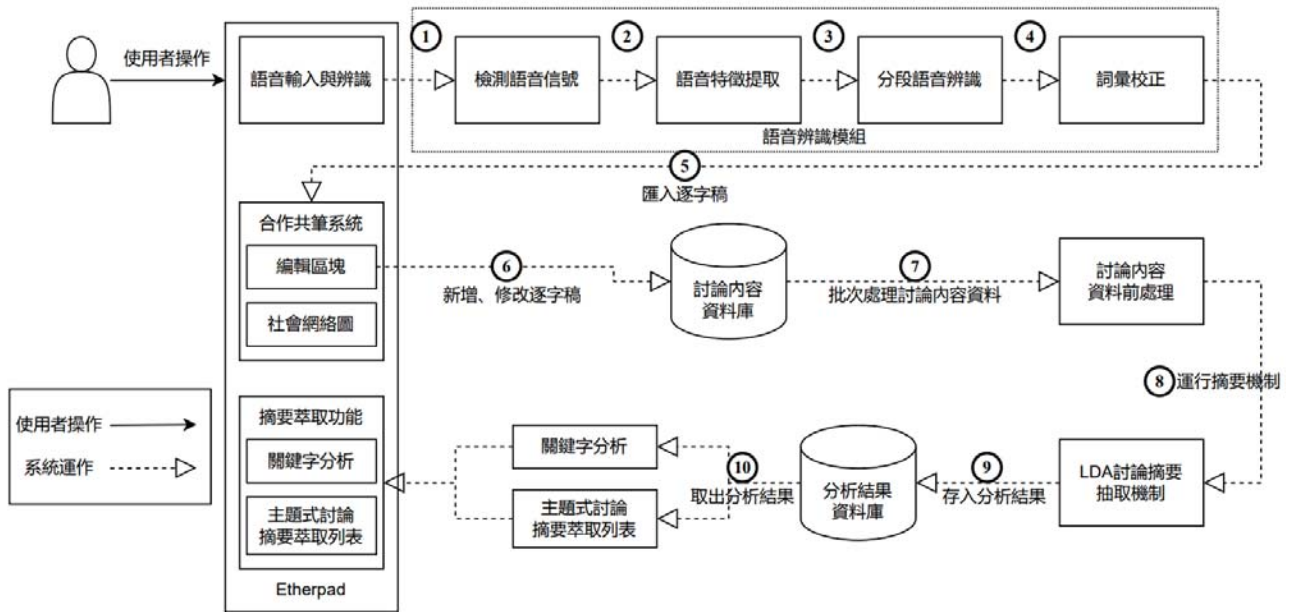 使用者操作
語音輸入與辨識
1
檢測語音信號
2
語音特徵提取
3
分段語音辨識
4
詞彙校正
語音辨識模組
5
匯入逐字稿
合作共筆系統
編輯區塊
社會網絡圖
6
新增、修改逐字稿
討論內容
資料庫
7
批次處理討論內容資料
討論內容
資料前處理
8
運行摘要機制
LDA討論摘要
抽取機制
9
存入分析結果
分析結果
資料庫
10
取出分析結果
關鍵字分析
主題式討論
摘要萃取列表
摘要萃取功能
關鍵字分析
主題式討論
摘要萃取列表
Etherpad
使用者操作
系統運作